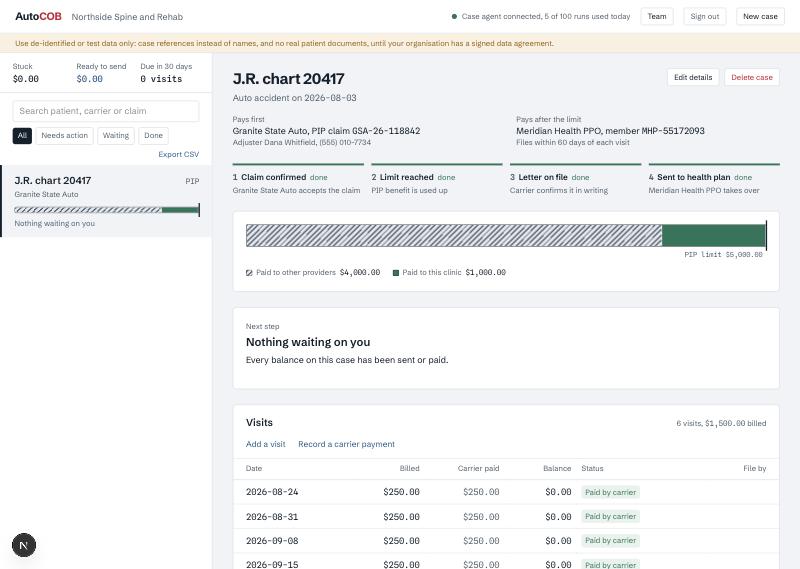 AutoCOB Northside Spine and Rehab
Case agent connected, 5 of 100 runs used today Team Sign out New case
Use de-identified or test data only: case references instead of names, and no real patient documents, until your organisation has a signed data agreement.
Stuck Ready to send Due in 30 days
$0.00 $0.00 0 visits
Search patient, carrier or claim
All Needs action Waiting Done
Export CSV
J.R. chart 20417 PIP
Granite State Auto
Nothing waiting on you
J.R. chart 20417 Edit details Delete case
Auto accident on 2026-08-03
Pays first
Granite State Auto, PIP claim GSA-26-118842
Adjuster Dana Whitfield, (555) 010-7734
Pays after the limit
Meridian Health PPO, member MHP-55172093
Files within 60 days of each visit
1 Claim confirmed done
Granite State Auto accepts the claim
2 Limit reached done
PIP benefit is used up
3 Letter on file done
Carrier confirms it in writing
4 Sent to health plan done
Meridian Health PPO takes over
PIP limit $5,000.00
Paid to other providers $4,000.00 Paid to this clinic $1,000.00
Next step
Nothing waiting on you
Every balance on this case has been sent or paid.
Visits 6 visits, $1,500.00 billed
Add a visit Record a carrier payment
Date Billed Carrier paid Balance Status File by
2026-08-24 $250.00 $250.00 $0.00 Paid by carrier
2026-08-31 $250.00 $250.00 $0.00 Paid by carrier
2026-09-08 $250.00 $250.00 $0.00 Paid by carrier
2026-09-15 $250.00 $250.00 $0.00 Paid by carrier
N